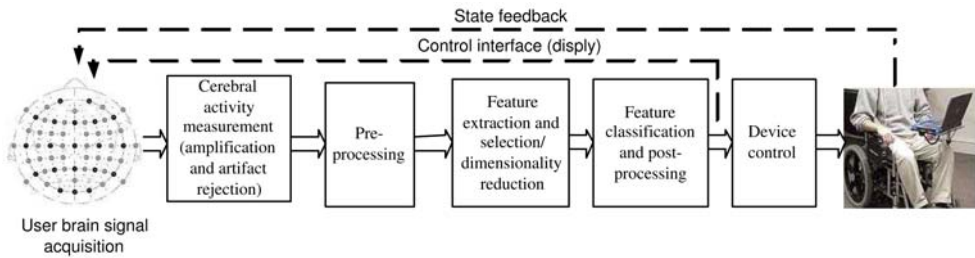 State feedback
Control interface (disply)
Cerebral
activity
measurement
(amplification
and artifact
rejection)
Pre-
processing
Feature
extraction and
selection/
dimensionality
reduction
Feature
classification
and post-
processing
Device
control
User brain signal
acquisition